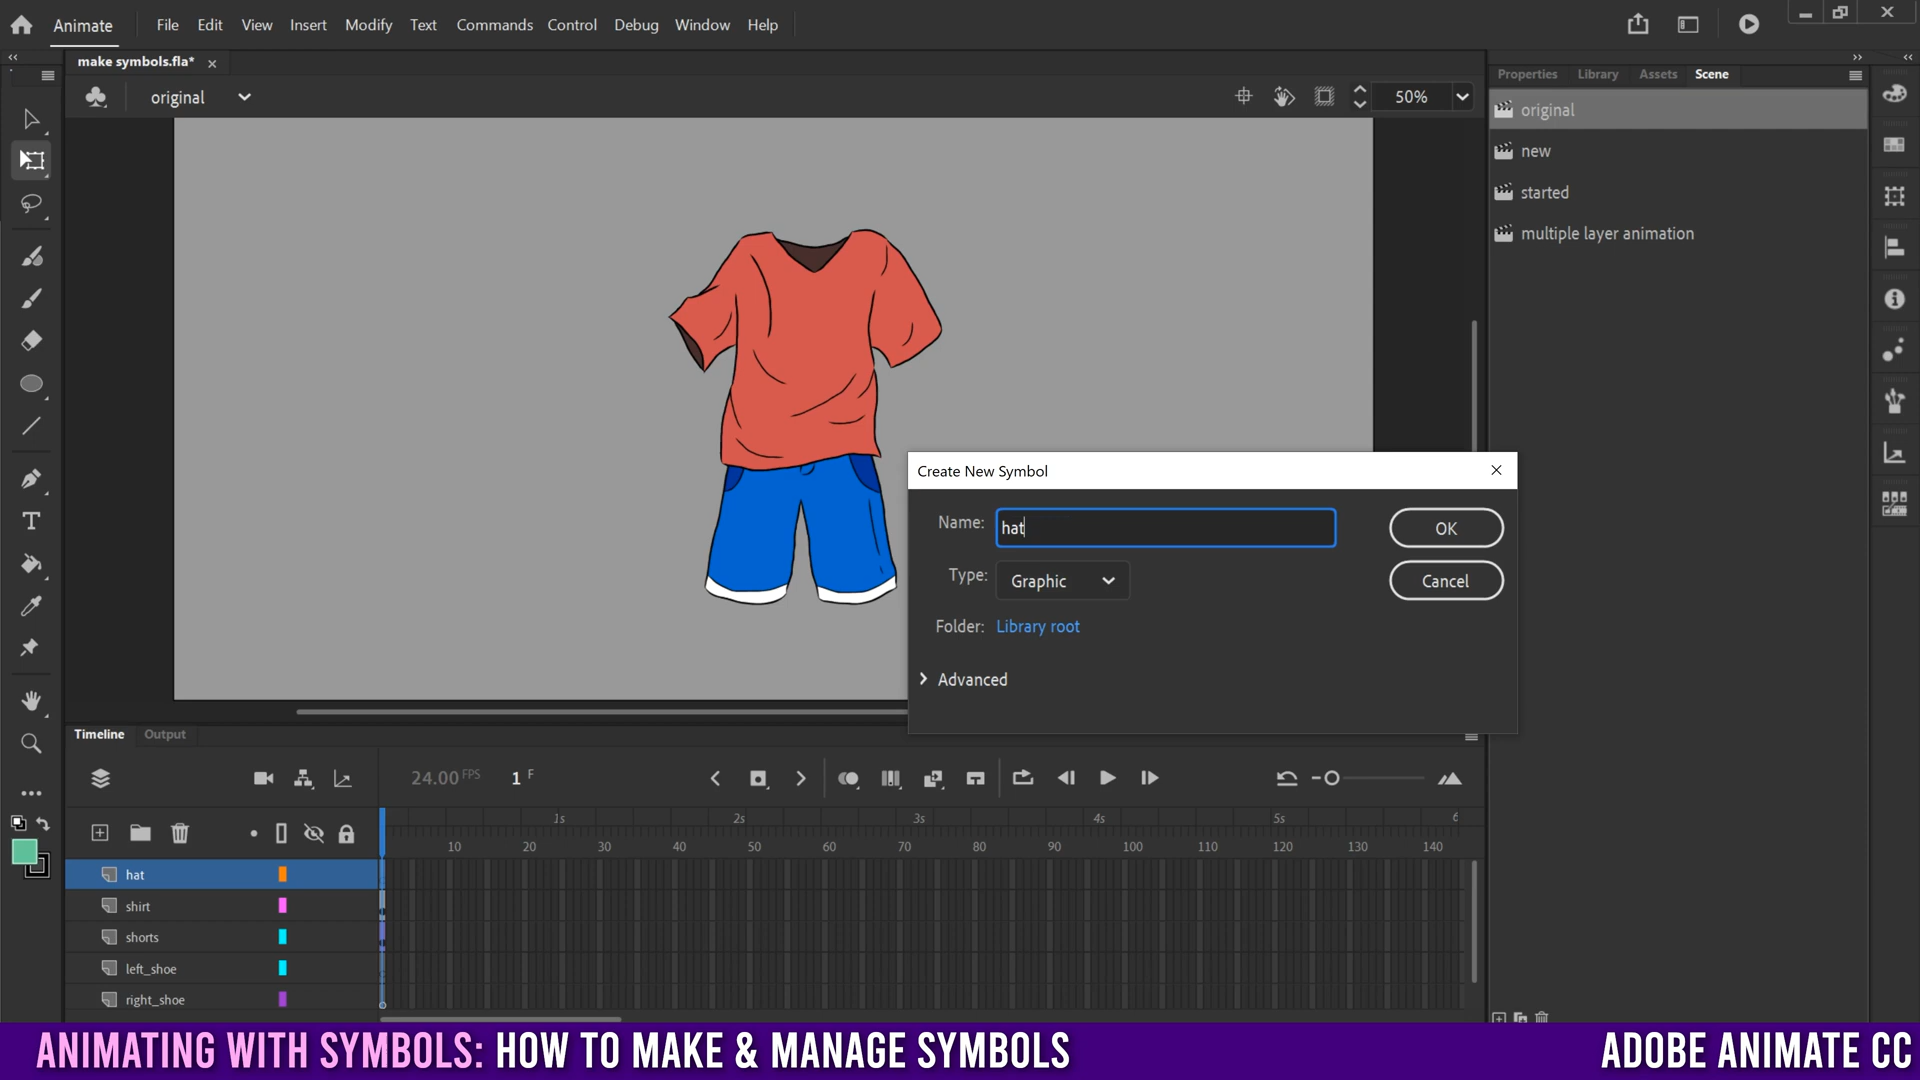 Animate File Edit View Insert Modify Text Commands Control Debug Window Help
make symbols.fla*
original 50%
Properties Library Assets Scene
original
new
started
multiple layer animation
Create New Symbol
Name: hat OK
Type: Graphic Cancel
Folder: Library root
Advanced
Timeline Output
24.00 FPS 1 F
1s 2s 3s 4s 5s 6
10 20 30 40 50 60 70 80 90 100 110 120 130 140
hat
shirt
shorts
left_shoe
right_shoe
ANIMATING WITH SYMBOLS: HOW TO MAKE & MANAGE SYMBOLS ADOBE ANIMATE CC